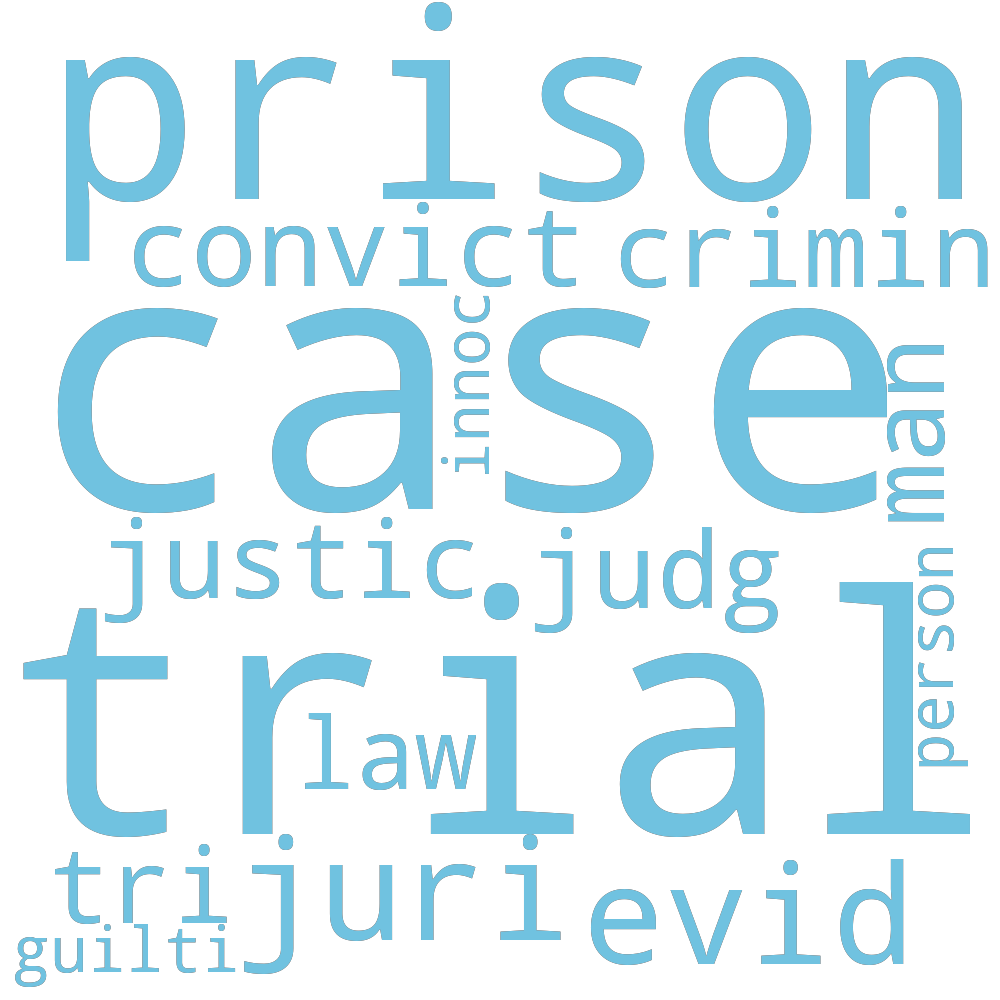 prison
convict crimin
case
innoc
man
justic judg
trial
person
law
tri juri evid
guilti